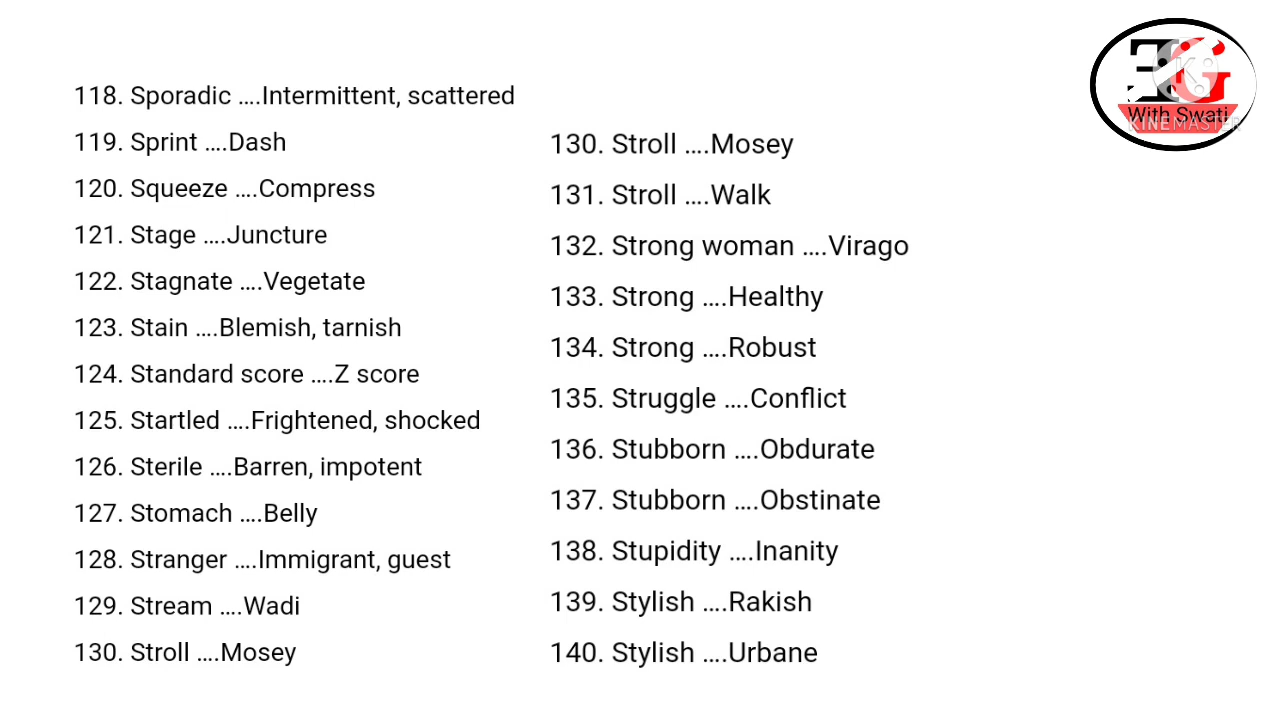 118. Sporadic ….Intermittent, scattered
119. Sprint ….Dash
120. Squeeze ….Compress
121. Stage ….Juncture
122. Stagnate ….Vegetate
123. Stain ….Blemish, tarnish
124. Standard score ….Z score
125. Startled ….Frightened, shocked
126. Sterile ….Barren, impotent
127. Stomach ….Belly
128. Stranger ….Immigrant, guest
129. Stream ….Wadi
130. Stroll ….Mosey
130. Stroll ….Mosey
131. Stroll ….Walk
132. Strong woman ….Virago
133. Strong ….Healthy
134. Strong ….Robust
135. Struggle ….Conflict
136. Stubborn ….Obdurate
137. Stubborn ….Obstinate
138. Stupidity ….Inanity
139. Stylish ….Rakish
140. Stylish ….Urbane
With Swati
KINEMASTER